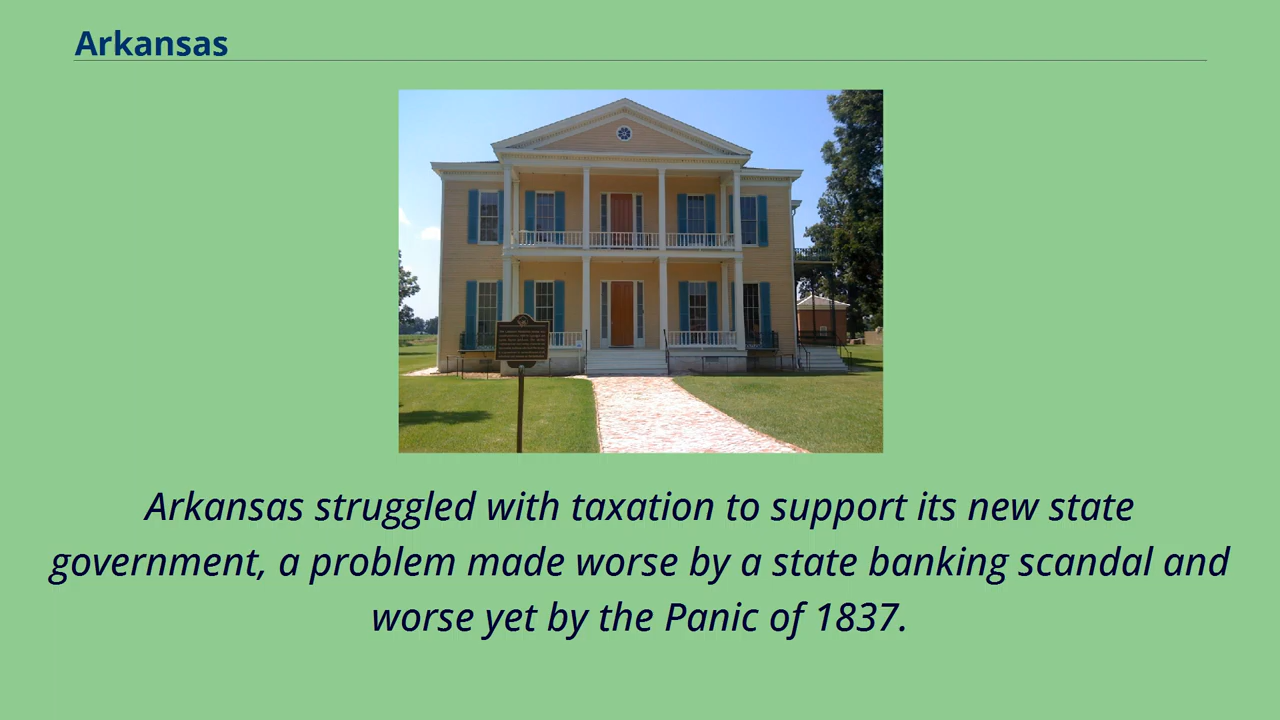 Arkansas
Arkansas struggled with taxation to support its new state
government, a problem made worse by a state banking scandal and
worse yet by the Panic of 1837.